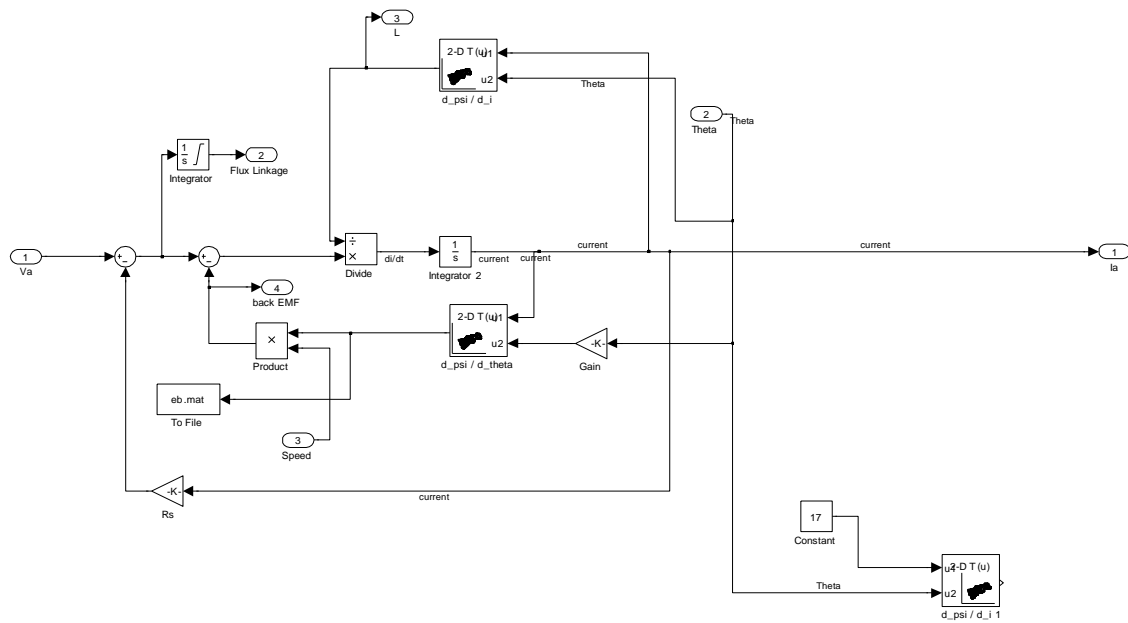 3
L
2-D T(u)
u1
u2
d_psi / d_i
Theta
2
Theta
Theta
1
s
Integrator
2
Flux Linkage
1
Va
+
−
+
−
÷
×
Divide
di/dt
1
s
Integrator 2
current
current
current
current
1
Ia
4
back EMF
2-D T(u)
u1
u2
d_psi / d_theta
×
Product
-K-
Gain
eb.mat
To File
3
Speed
-K-
Rs
current
17
Constant
2-D T(u)
u1
u2
Theta
d_psi / d_i 1